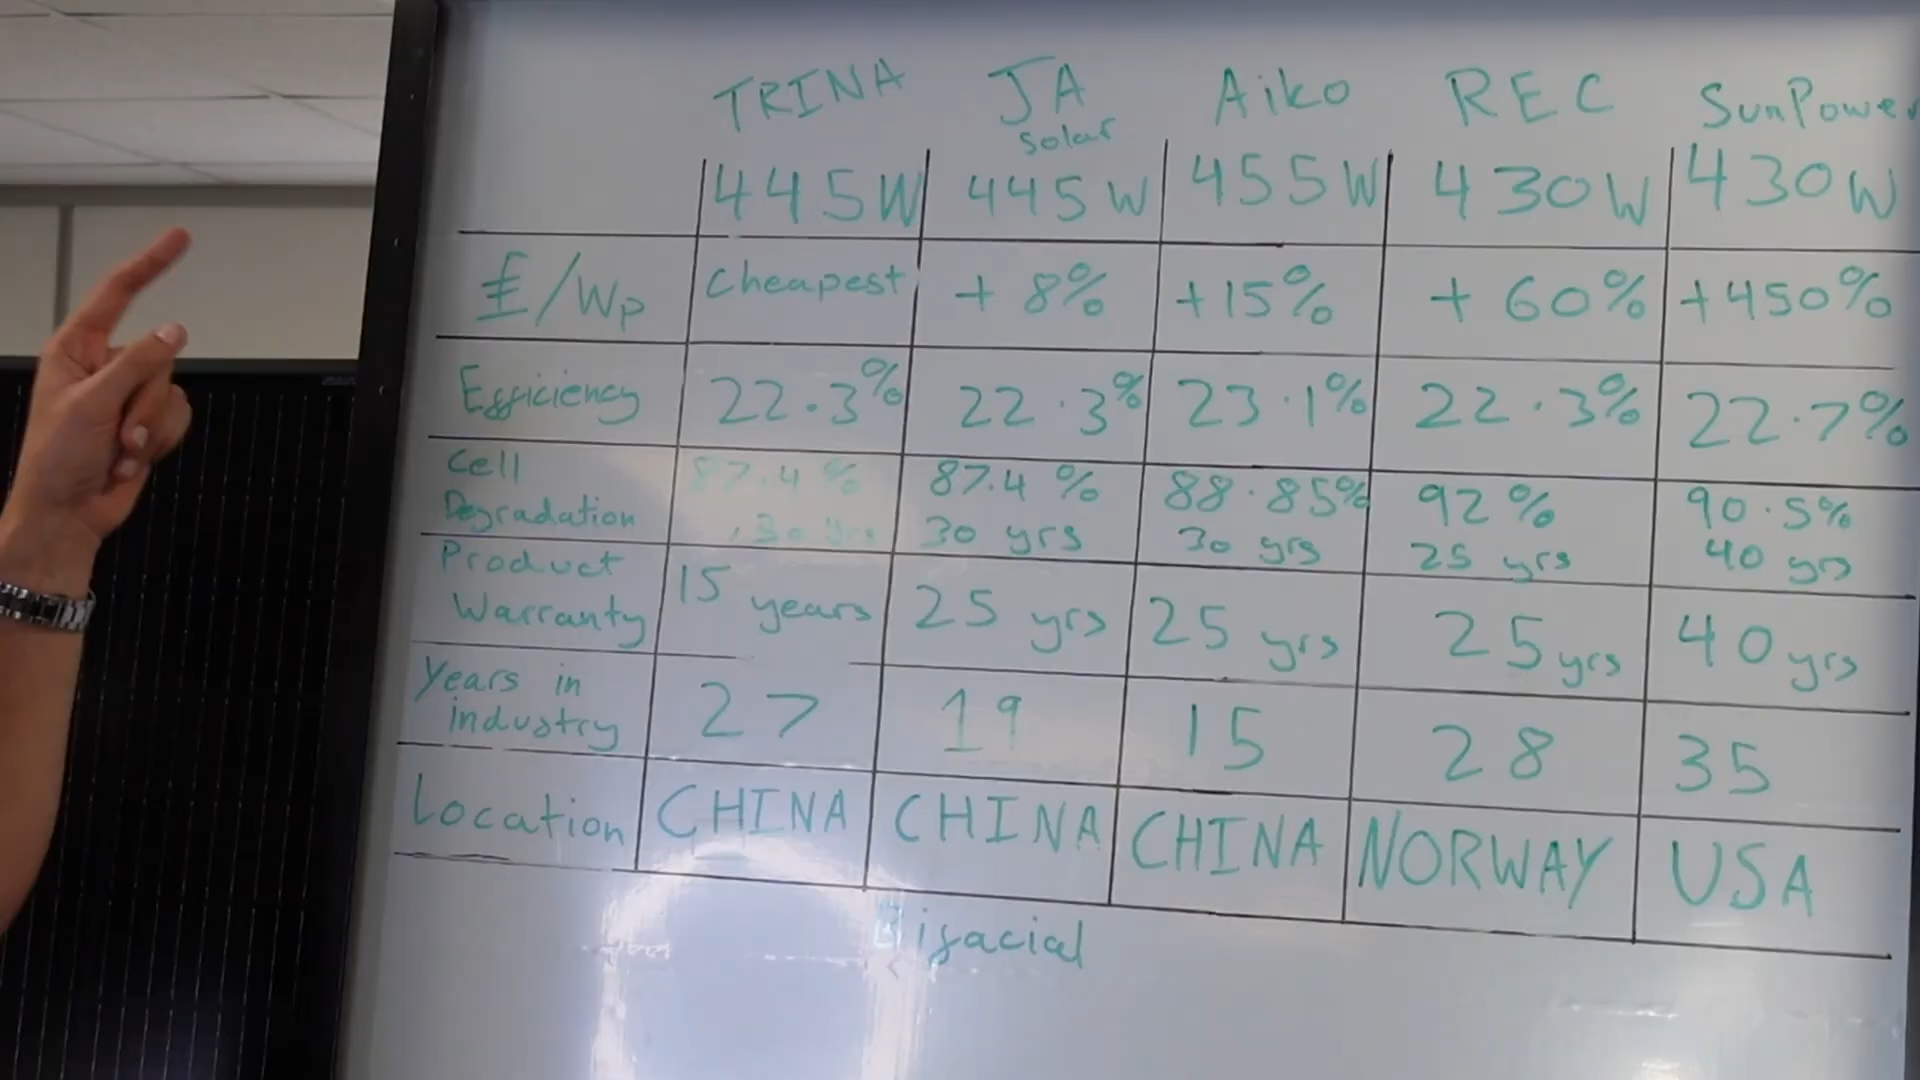 TRINA JA solar Aiko REC SunPower
445W 445W 455W 430W 430W
£/Wp Cheapest + 8% +15% + 60% +450%
Efficiency 22.3% 22.3% 23.1% 22.3% 22.7%
Cell Degradation 87.4% 30 yrs 87.4% 30 yrs 88.85% 30 yrs 92% 25 yrs 90.5% 40 yrs
Product Warranty 15 years 25 yrs 25 yrs 25 yrs 40 yrs
Years in industry 27 19 15 28 35
Location CHINA CHINA CHINA NORWAY USA
Bifacial